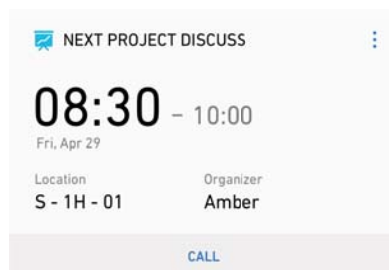 NEXT PROJECT DISCUSS
08:30 - 10:00
Fri, Apr 29
Location Organizer
S - 1H - 01 Amber
CALL